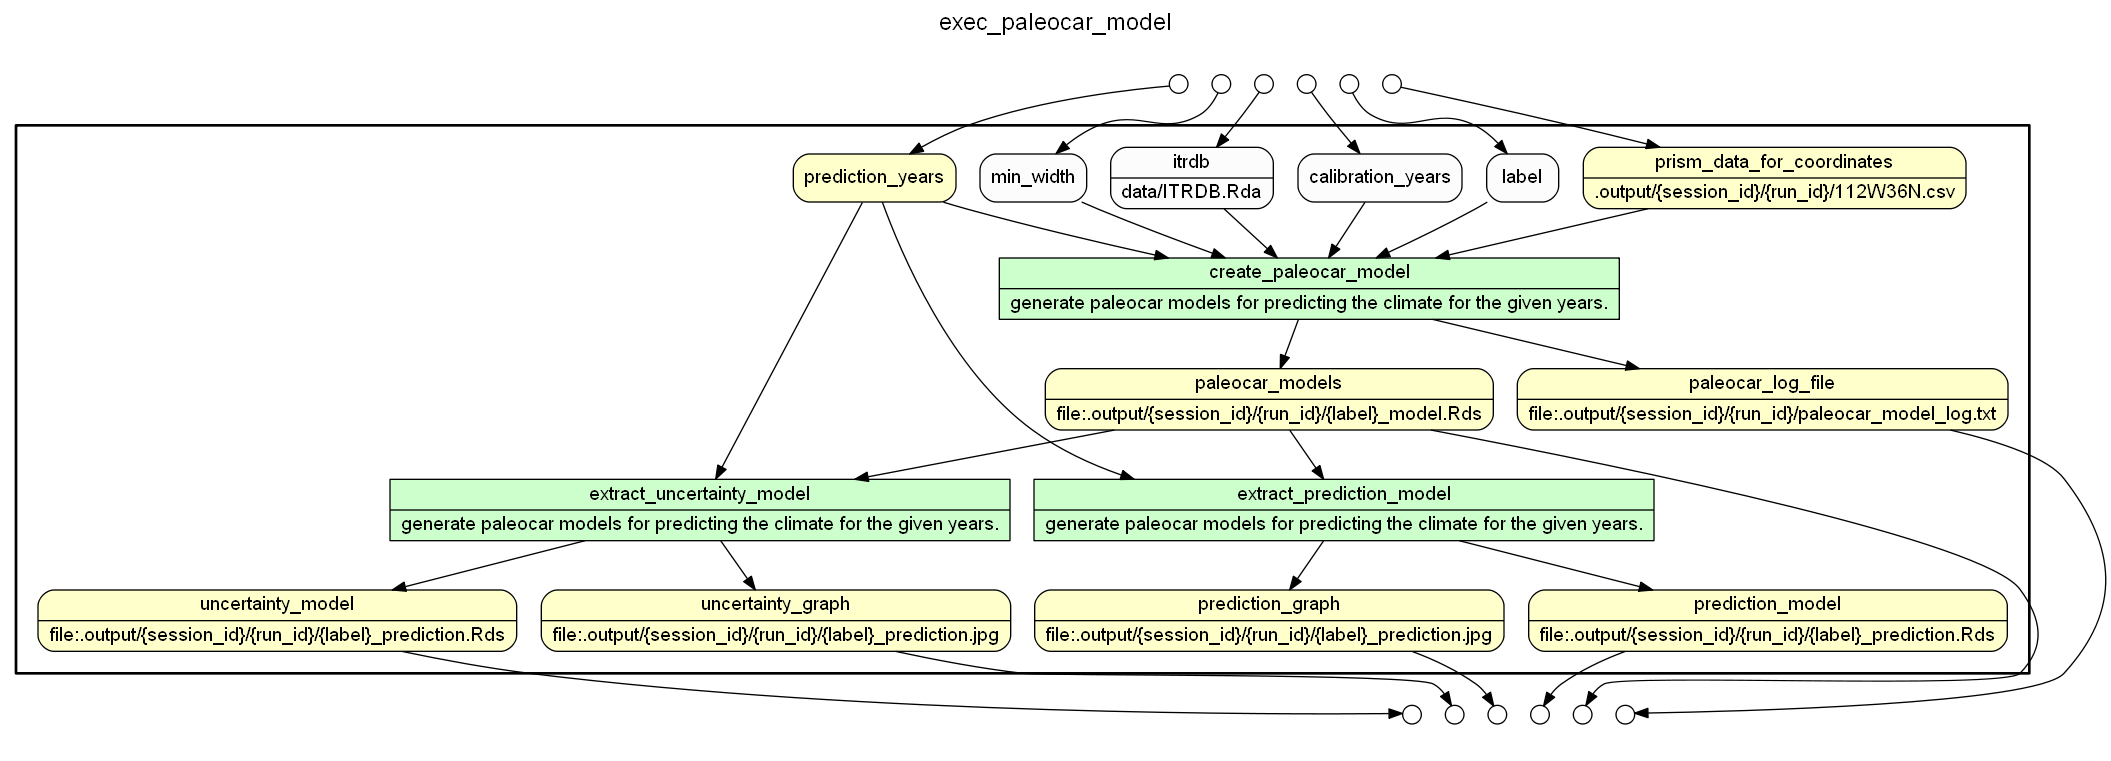 exec_paleocar_model
prediction_years
min_width
itrdb
data/ITRDB.Rda
calibration_years
label
prism_data_for_coordinates
.output/{session_id}/{run_id}/112W36N.csv
create_paleocar_model
generate paleocar models for predicting the climate for the given years.
paleocar_models
file:.output/{session_id}/{run_id}/{label}_model.Rds
paleocar_log_file
file:.output/{session_id}/{run_id}/paleocar_model_log.txt
extract_uncertainty_model
generate paleocar models for predicting the climate for the given years.
extract_prediction_model
generate paleocar models for predicting the climate for the given years.
uncertainty_model
file:.output/{session_id}/{run_id}/{label}_prediction.Rds
uncertainty_graph
file:.output/{session_id}/{run_id}/{label}_prediction.jpg
prediction_graph
file:.output/{session_id}/{run_id}/{label}_prediction.jpg
prediction_model
file:.output/{session_id}/{run_id}/{label}_prediction.Rds